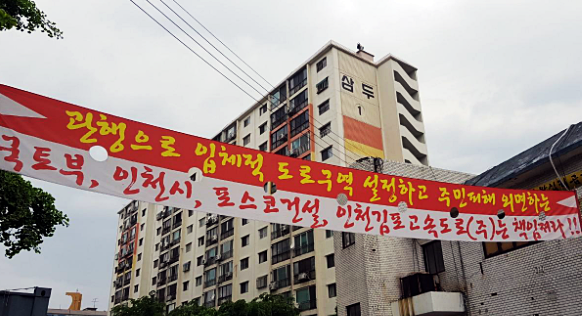 삼두
1
관행으로 입체적 도로구역 설정하고 주민피해 외면하는
국토부, 인천시, 포스코건설, 인천김포고속도로(주)는 책임져라!!